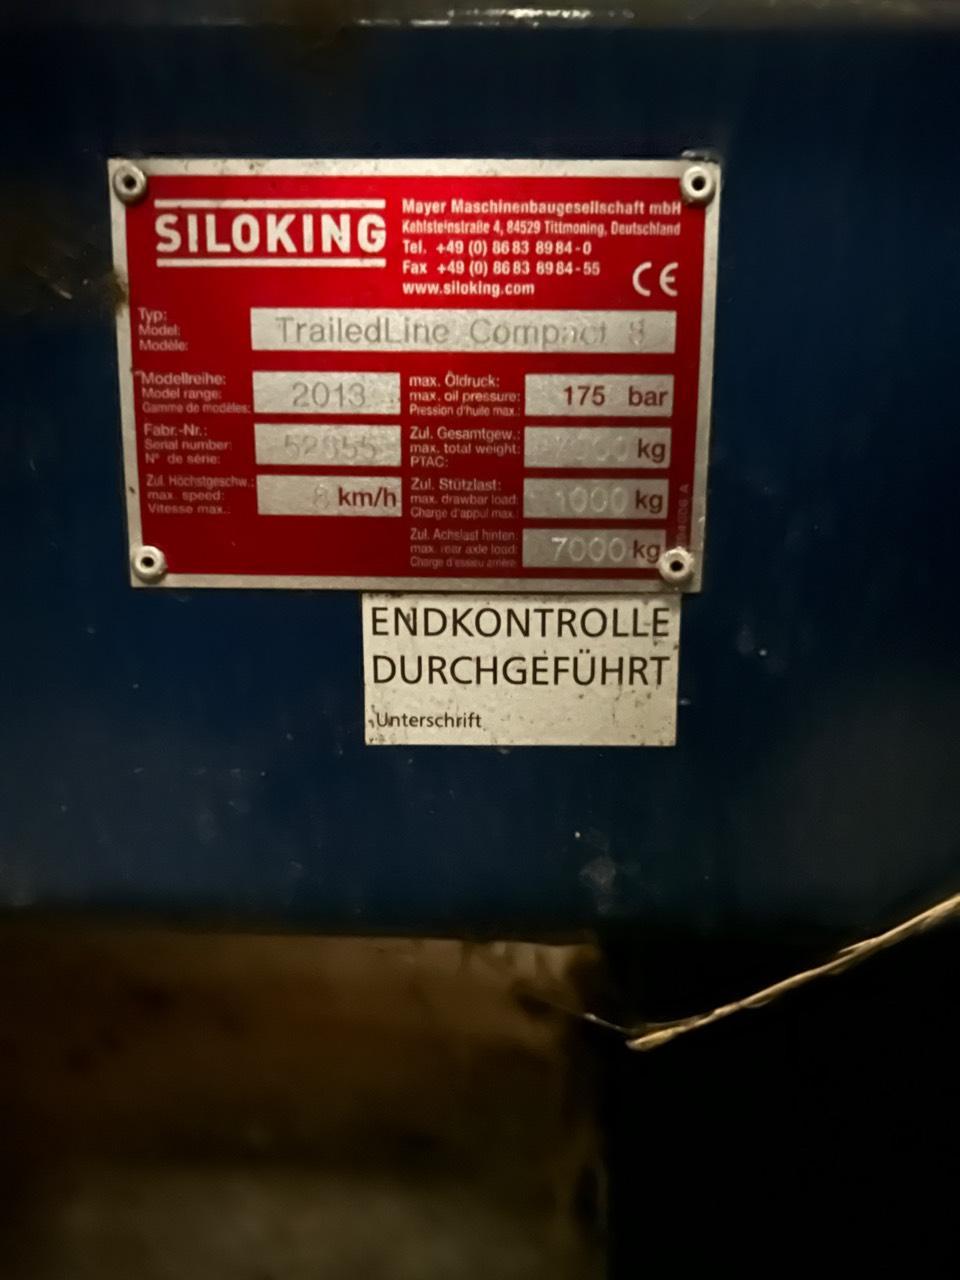 SILOKING
Mayer Maschinenbaugesellschaft mbH
Kehlsteinstraße 4, 84529 Tittmoning, Deutschland
Tel. +49 (0) 86 83 89 84-0
Fax +49 (0) 86 83 89 84-55
www.siloking.com
CE
Typ:
Model:
Modèle:
TrailedLine Compact 8
Modellreihe:
Model range:
Gamme de modèles:
2013
max. Öldruck:
max. oil pressure:
Pression d'huile max.:
175 bar
Fabr.-Nr.:
Serial number:
N° de série:
Zul. Gesamtgew.:
max. total weight:
PTAC:
kg
Zul. Höchstgeschw.:
max. speed:
Vitesse max.:
8 km/h
Zul. Stützlast:
max. drawbar load:
Charge d'appui max.:
1000 kg
Zul. Achslast hinten:
max. rear axle load:
Charge d'essieu arrière:
7000 kg
ENDKONTROLLE
DURCHGEFÜHRT
Unterschrift